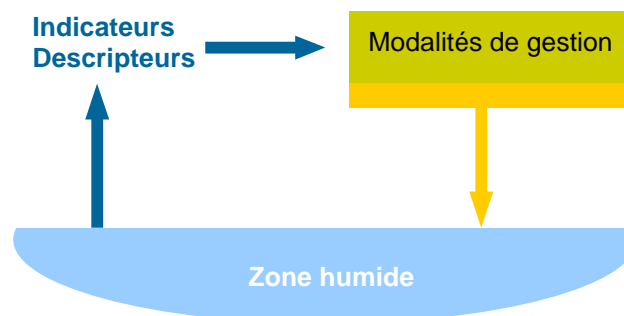 Indicateurs
Descripteurs
Modalités de gestion
Zone humide